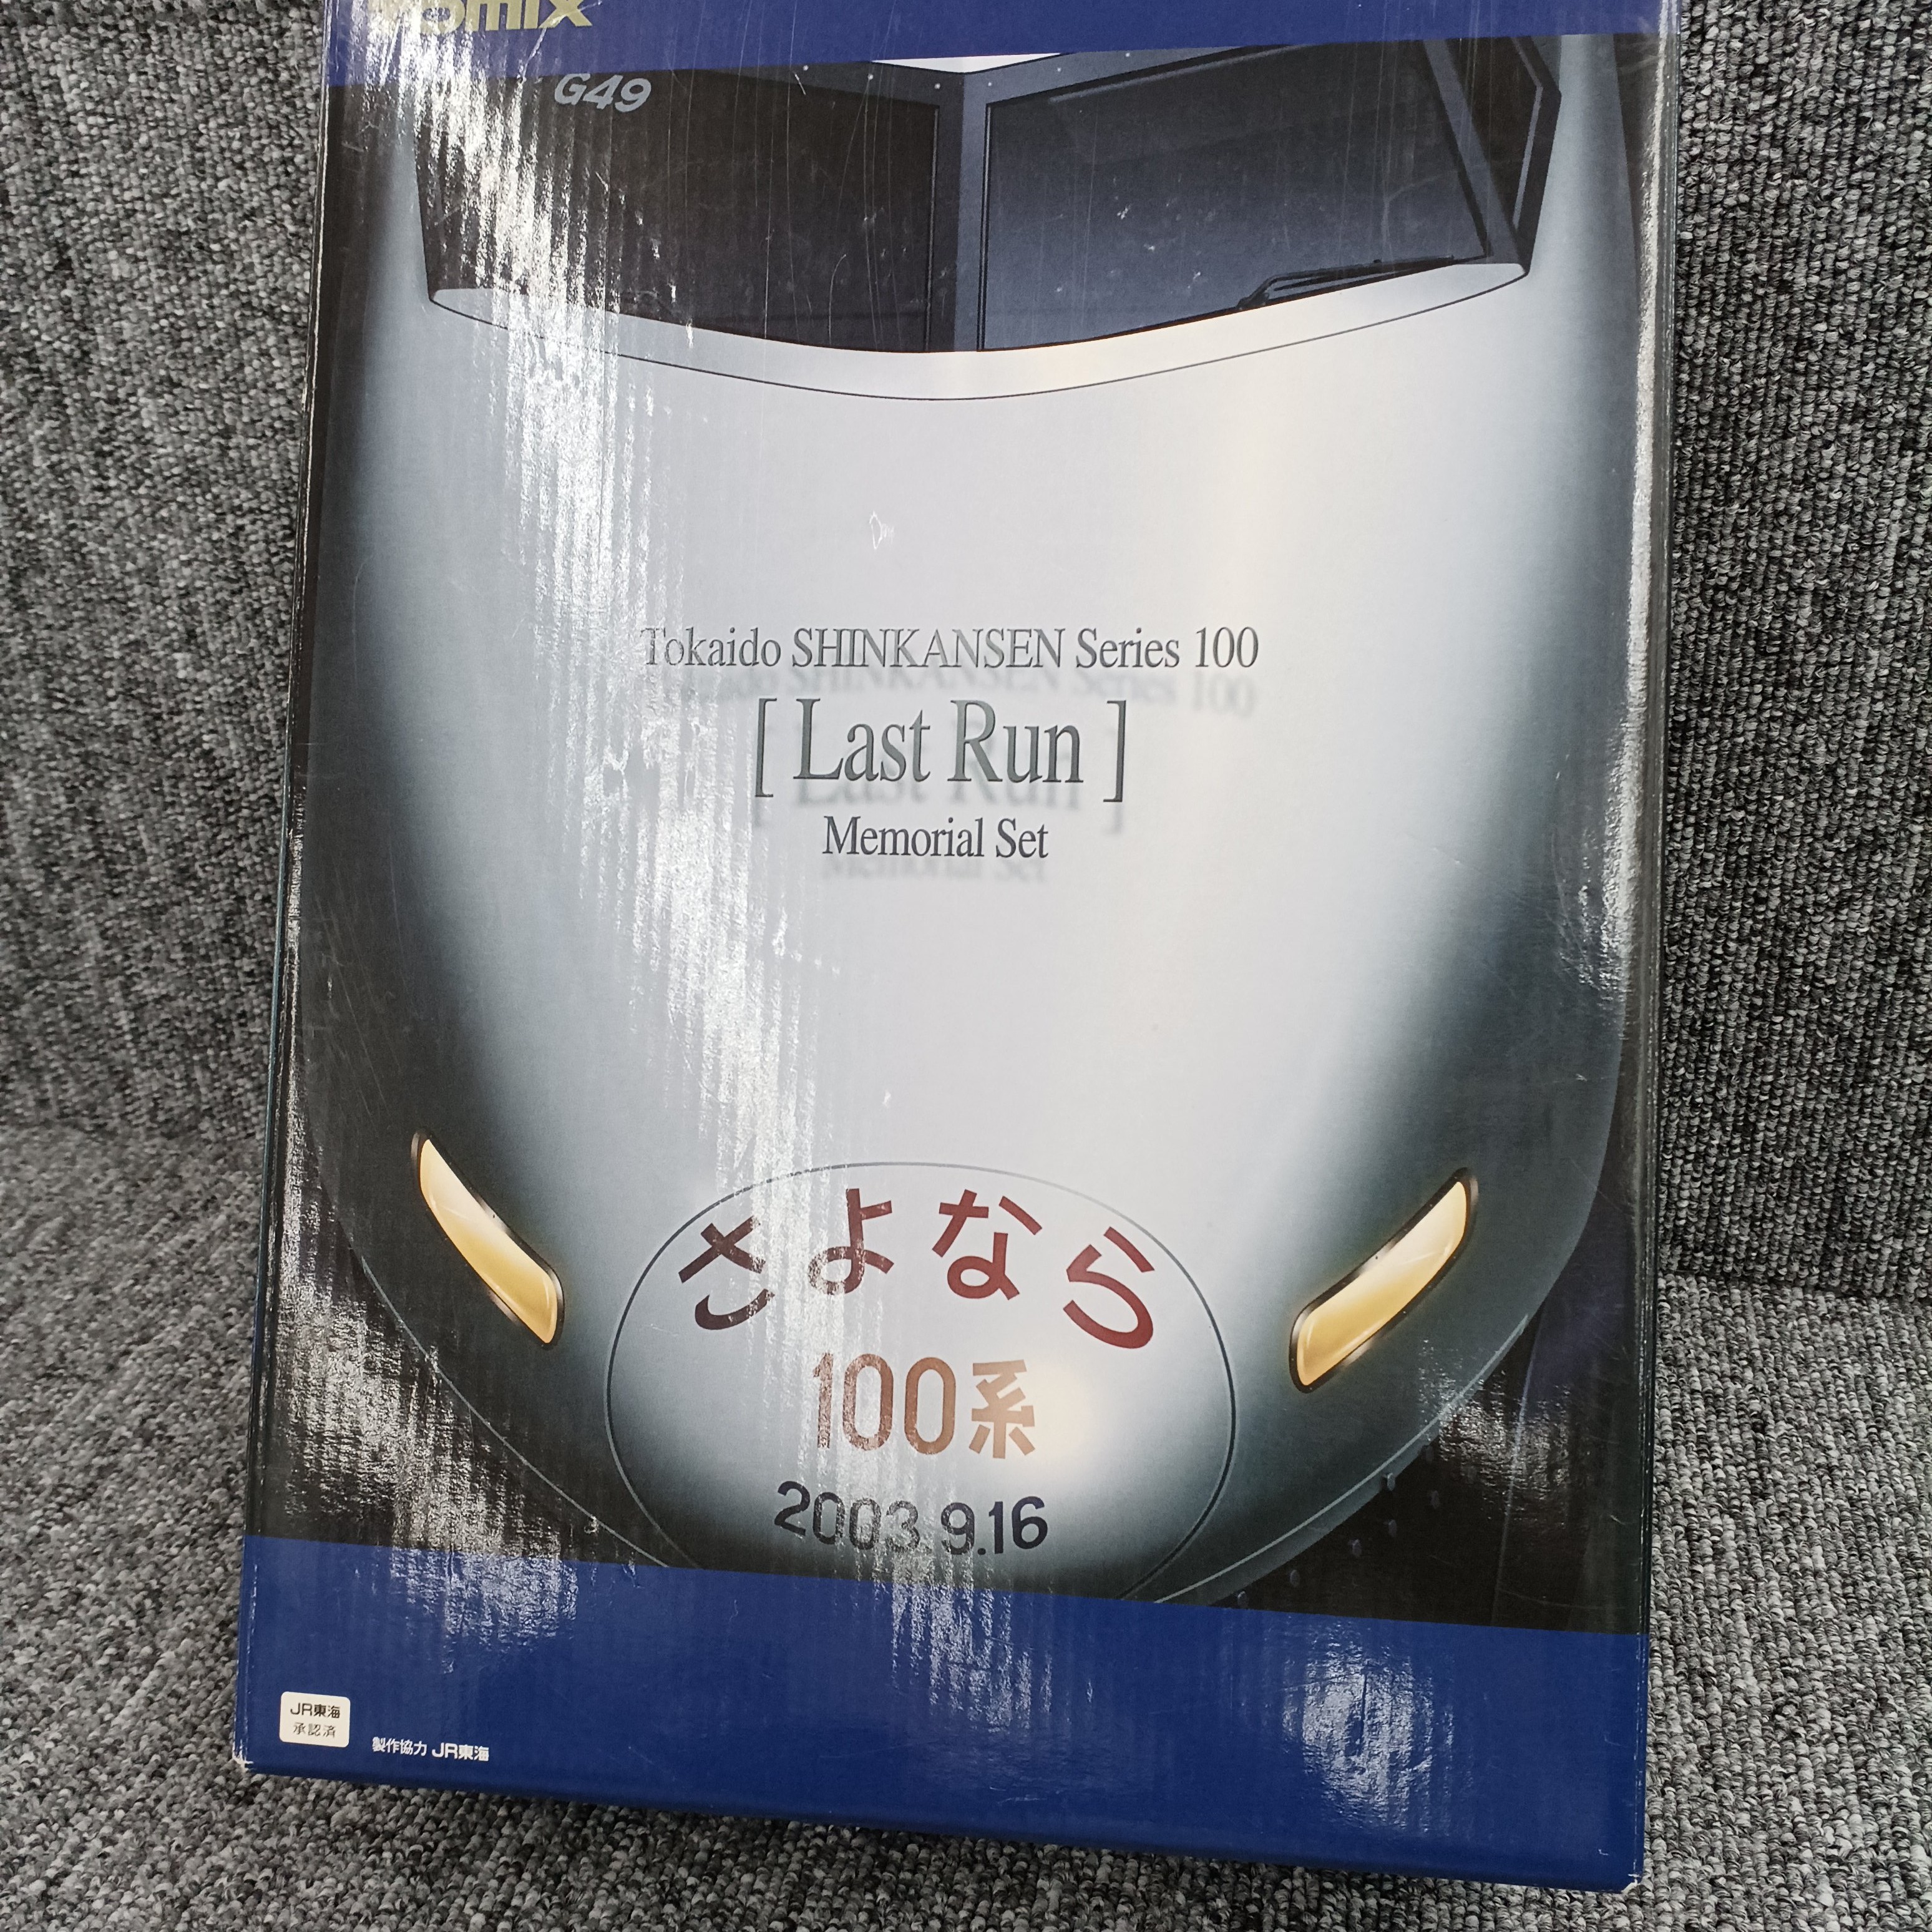 G49
Tokaido SHINKANSEN Series 100
[ Last Run ]
Memorial Set
さよなら
100系
2003.9.16
JR東海
承認済
製作協力 JR東海